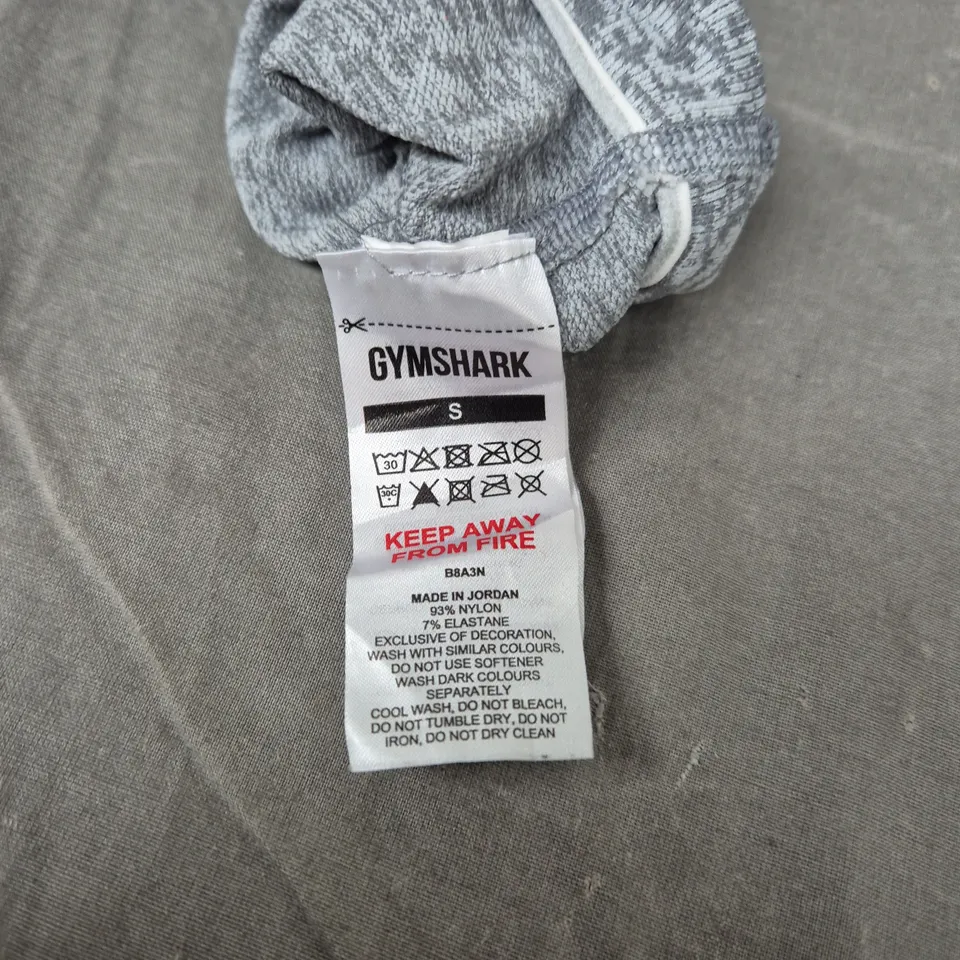 GYMSHARK
S
30
30C
KEEP AWAY
FROM FIRE
B8A3N
MADE IN JORDAN
93% NYLON
7% ELASTANE
EXCLUSIVE OF DECORATION,
WASH WITH SIMILAR COLOURS,
DO NOT USE SOFTENER
WASH DARK COLOURS
SEPARATELY
COOL WASH, DO NOT BLEACH,
DO NOT TUMBLE DRY, DO NOT
IRON, DO NOT DRY CLEAN